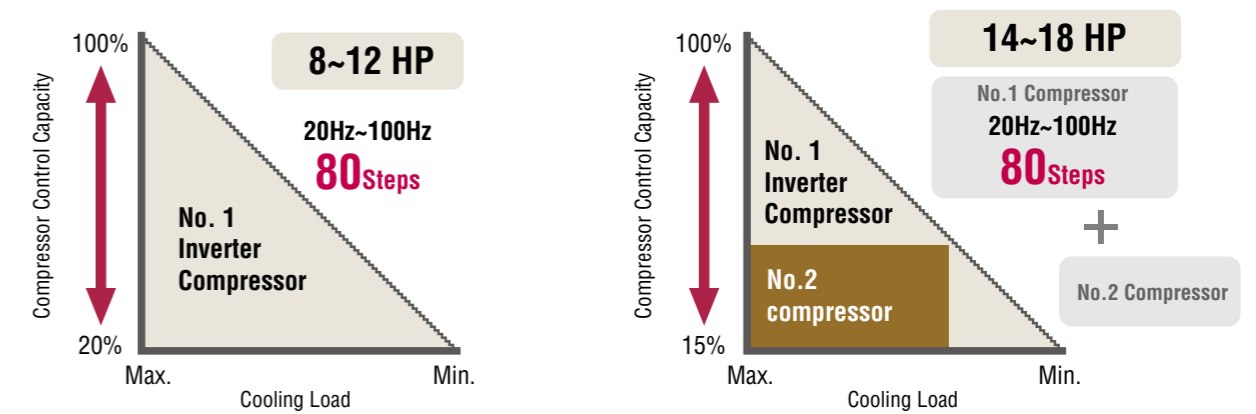 8~12 HP
100%
20Hz~100Hz
80Steps
Compressor Control Capacity
No. 1
Inverter
Compressor
20%
Max.
Min.
Cooling Load
14~18 HP
100%
No.1 Compressor
20Hz~100Hz
80Steps
Compressor Control Capacity
No. 1
Inverter
Compressor
+
No.2
compressor
No.2 Compressor
15%
Max.
Min.
Cooling Load